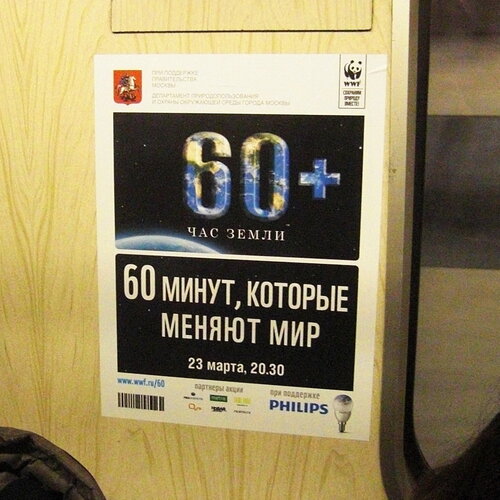 ПРИ ПОДДЕРЖКЕ
ПРАВИТЕЛЬСТВА
МОСКВЫ
ДЕПАРТАМЕНТ ПРИРОДОПОЛЬЗОВАНИЯ
И ОХРАНЫ ОКРУЖАЮЩЕЙ СРЕДЫ ГОРОДА МОСКВЫ
WWF
СОХРАНИМ
ПРИРОДУ
ВМЕСТЕ!
60+
ЧАС ЗЕМЛИ
60 МИНУТ, КОТОРЫЕ
МЕНЯЮТ МИР
23 марта, 20.30
www.wwf.ru/60
партнеры акции
при поддержке
PHILIPS